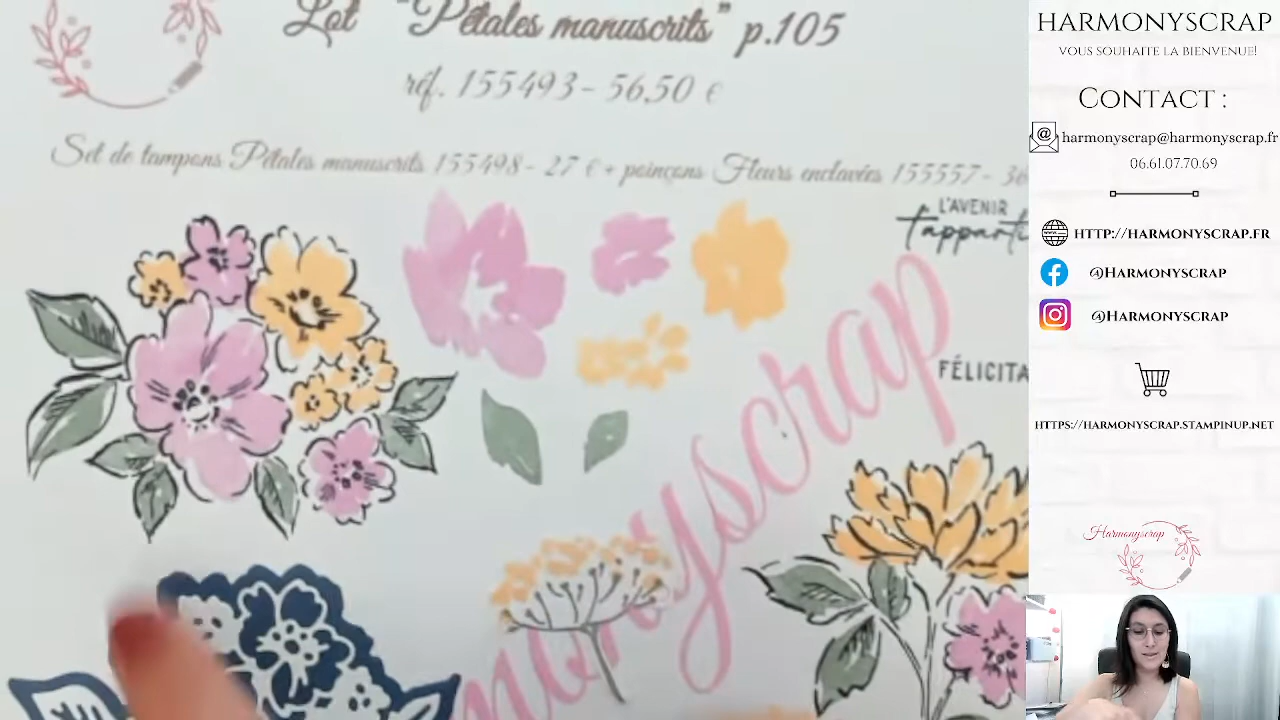 Lot "Pétales manuscrits" p.105
réf. 155493 - 56,50 €
Set de tampons Pétales manuscrits 155498 - 27 € + poinçons Fleurs enclavées 155557 - 36
L'AVENIR
t'apparti
FÉLICITA
monyscrap
HARMONYSCRAP
VOUS SOUHAITE LA BIENVENUE!
CONTACT :
harmonyscrap@harmonyscrap.fr
06.61.07.70.69
HTTP://HARMONYSCRAP.FR
@HARMONYSCRAP
@HARMONYSCRAP
HTTPS://HARMONYSCRAP.STAMPINUP.NET
Harmonyscrap